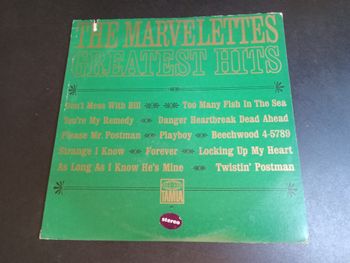 THE MARVELETTES
GREATEST HITS
Don't Mess With Bill Too Many Fish In The Sea
You're My Remedy Danger Heartbreak Dead Ahead
Please Mr. Postman Playboy Beechwood 4-5789
Strange I Know Forever Locking Up My Heart
As Long As I Know He's Mine Twistin' Postman
TAMLA
stereo